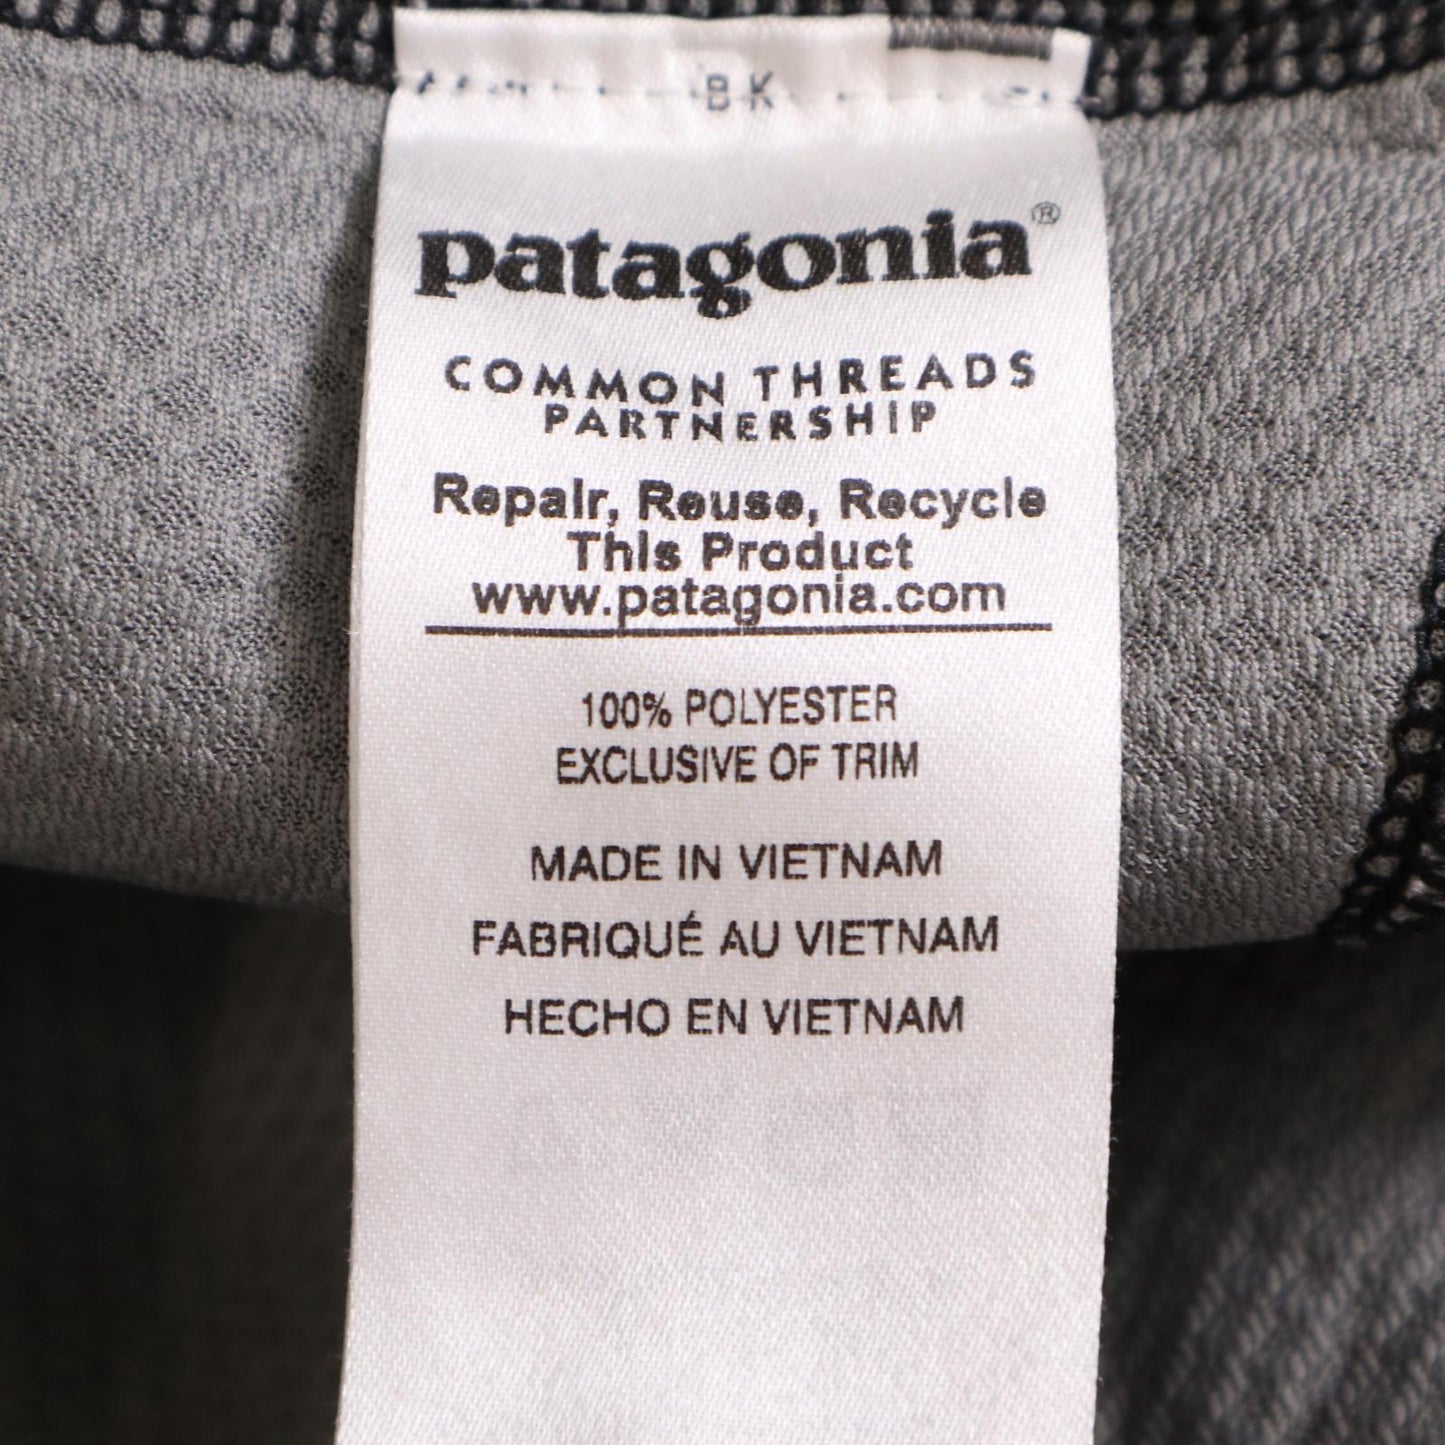 BK
patagonia®
COMMON THREADS
PARTNERSHIP
Repair, Reuse, Recycle
This Product
www.patagonia.com
100% POLYESTER
EXCLUSIVE OF TRIM
MADE IN VIETNAM
FABRIQUÉ AU VIETNAM
HECHO EN VIETNAM